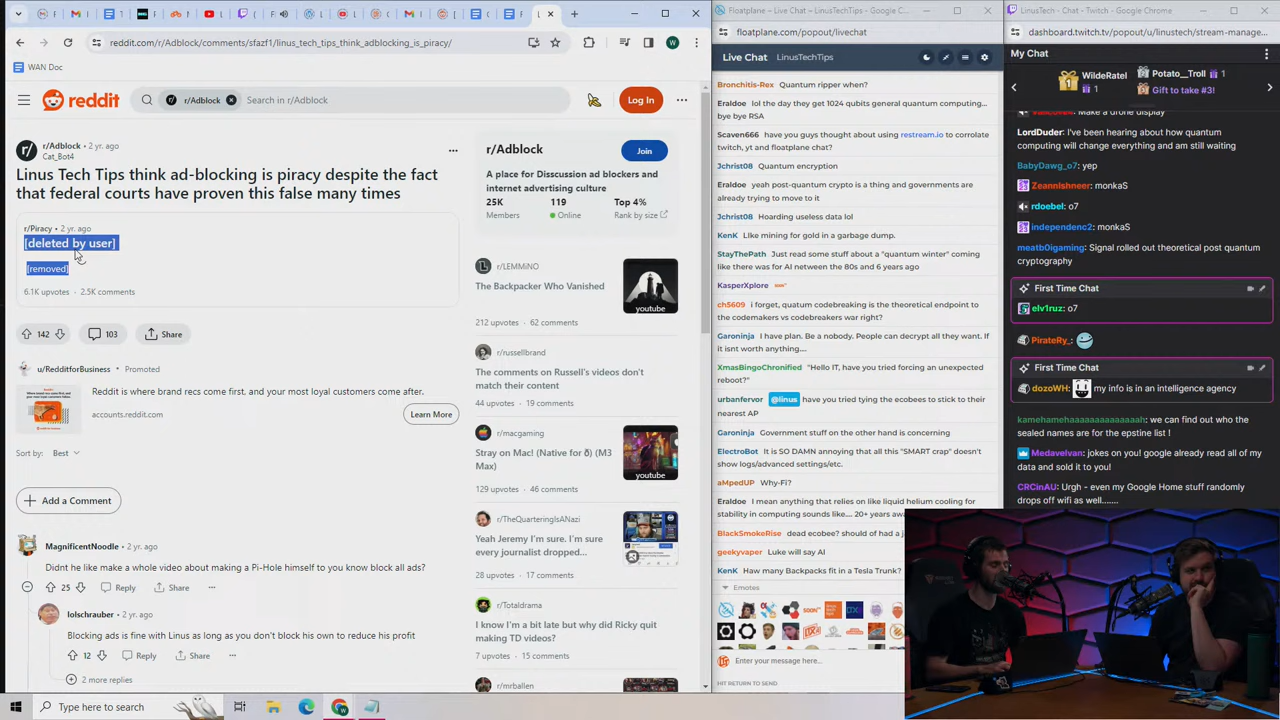 Floatplane – Live Chat – LinusTechTips - Google C...
LinusTech - Chat - Twitch - Google Chrome
reddit.com/r/Adblock/comments/sfazf1/linus_tech_tips_think_adblocking_is_piracy/
W
WAN Doc
reddit
r/Adblock
Search in r/Adblock
Log In
r/Adblock • 2 yr. ago
Cat_Bot4
Linus Tech Tips think ad-blocking is piracy despite the fact
that federal courts have proven this false many times
r/Piracy • 2 yr. ago
[deleted by user]
[removed]
6.1K upvotes · 2.5K comments
142
103
Share
u/RedditforBusiness • Promoted
Reddit is where brand recs come first, and your most loyal customers come after.
accounts.reddit.com
Learn More
Sort by: Best
Add a Comment
MagnificentNoodle • 2 yr. ago
Didnt he like make a whole video about running a Pi-Hole himself to you know block all ads?
25
Reply
Share
lolschrauber • 2 yr. ago
Blocking ads is fine with Linus as long as you don't block his own to reduce his profit
12
Reply
Share
2 more replies
r/Adblock
Join
A place for Disscusion ad blockers and
internet advertising culture
25K
119
Top 4%
Members
Online
Rank by size
r/LEMMiNO
The Backpacker Who Vanished
youtube
212 upvotes · 62 comments
r/russellbrand
The comments on Russell's videos don't
match their content
44 upvotes · 19 comments
r/macgaming
Stray on Mac! (Native for ð) (M3
Max)
youtube
129 upvotes · 46 comments
r/TheQuarteringIsANazi
Yeah Jeremy I'm sure. I'm sure
every journalist dropped...
28 upvotes · 17 comments
r/Totaldrama
I know I'm a bit late but why did Ricky quit
making TD videos?
7 upvotes · 15 comments
r/mrballen
Type here to search
floatplane.com/popout/livechat
Live Chat
LinusTechTips
Bronchitis-Rex Quantum ripper when?
Eraldoe lol the day they get 1024 qubits general quantum computing...
bye bye RSA
Scaven666 have you guys thought about using restream.io to corrolate
twitch, yt and floatplane chat?
Jchrist08 Quantum encryption
Eraldoe yeah post-quantum crypto is a thing and governments are
already trying to move to it
Jchrist08 Hoarding useless data lol
KenK LIke mining for gold in a garbage dump.
StayThePath Just read some stuff about a "quantum winter" coming
like there was for AI netween the 80s and 6 years ago
KasperXplore
ch5609 i forget, quatum codebreaking is the theoretical endpoint to
the codemakers vs codebreakers war right?
Garoninja I have plan. Be a nobody. People can decrypt all they want. If
it isnt worth anything....
XmasBingoChronified "Hello IT, have you tried forcing an unexpected
reboot?"
urbanfervor @linus have you tried tying the ecobees to stick to their
nearest AP
Garoninja Government stuff on the other hand is concerning
ElectroBot It is SO DAMN annoying that all this "SMART crap" doesn't
show logs/advanced settings/etc.
aMpedUP Why-Fi?
Eraldoe I mean anything that relies on like liquid helium cooling for
stability in computing sounds like.... 20+ years aw
BlackSmokeRise dead ecobee? should of had a j
geekyvaper Luke will say AI
KenK How many Backpacks fit in a Tesla Trunk?
Emotes
Enter your message here...
HIT RETURN TO SEND
dashboard.twitch.tv/popout/u/linustech/stream-manage...
My Chat
WildeRatel
1
Potato__Troll 1
Gift to take #3!
Make a drone display
LordDuder: I've been hearing about how quantum
computing will change everything and am still waiting
BabyDawg_o7: yep
Zeannishneer: monkaS
rdoebel: o7
independenc2: monkaS
meatb0igaming: Signal rolled out theoretical post quantum
cryptography
First Time Chat
elv1ruz: o7
PirateRy_:
First Time Chat
dozoWH: my info is in an intelligence agency
kamehamehaaaaaaaaaaaah: we can find out who the
sealed names are for the epstine list !
Medavelvan: jokes on you! google already read all of my
data and sold it to you!
CRCinAU: Urgh - even my Google Home stuff randomly
drops off wifi as well.......